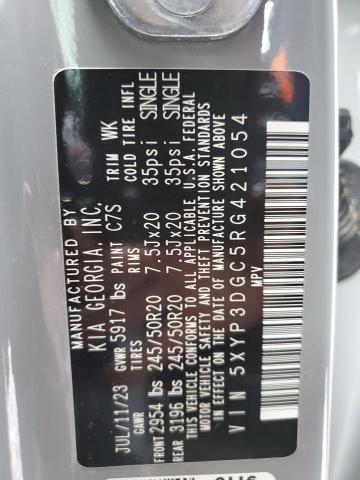 MANUFACTURED BY
KIA GEORGIA, INC.
JUL/11/23 GVWR 5917 lbs PAINT C7S TRIM WK
GAWR TIRES RIMS COLD TIRE INFL
FRONT 2954 lbs 245/50R20 7.5Jx20 35psi SINGLE
REAR 3196 lbs 245/50R20 7.5Jx20 35psi SINGLE
THIS VEHICLE CONFORMS TO ALL APPLICABLE U.S.A. FEDERAL
MOTOR VEHICLE SAFETY AND THEFT PREVENTION STANDARDS
IN EFFECT ON THE DATE OF MANUFACTURE SHOWN ABOVE.
VIN 5XYP3DGC5RG421054
MPV